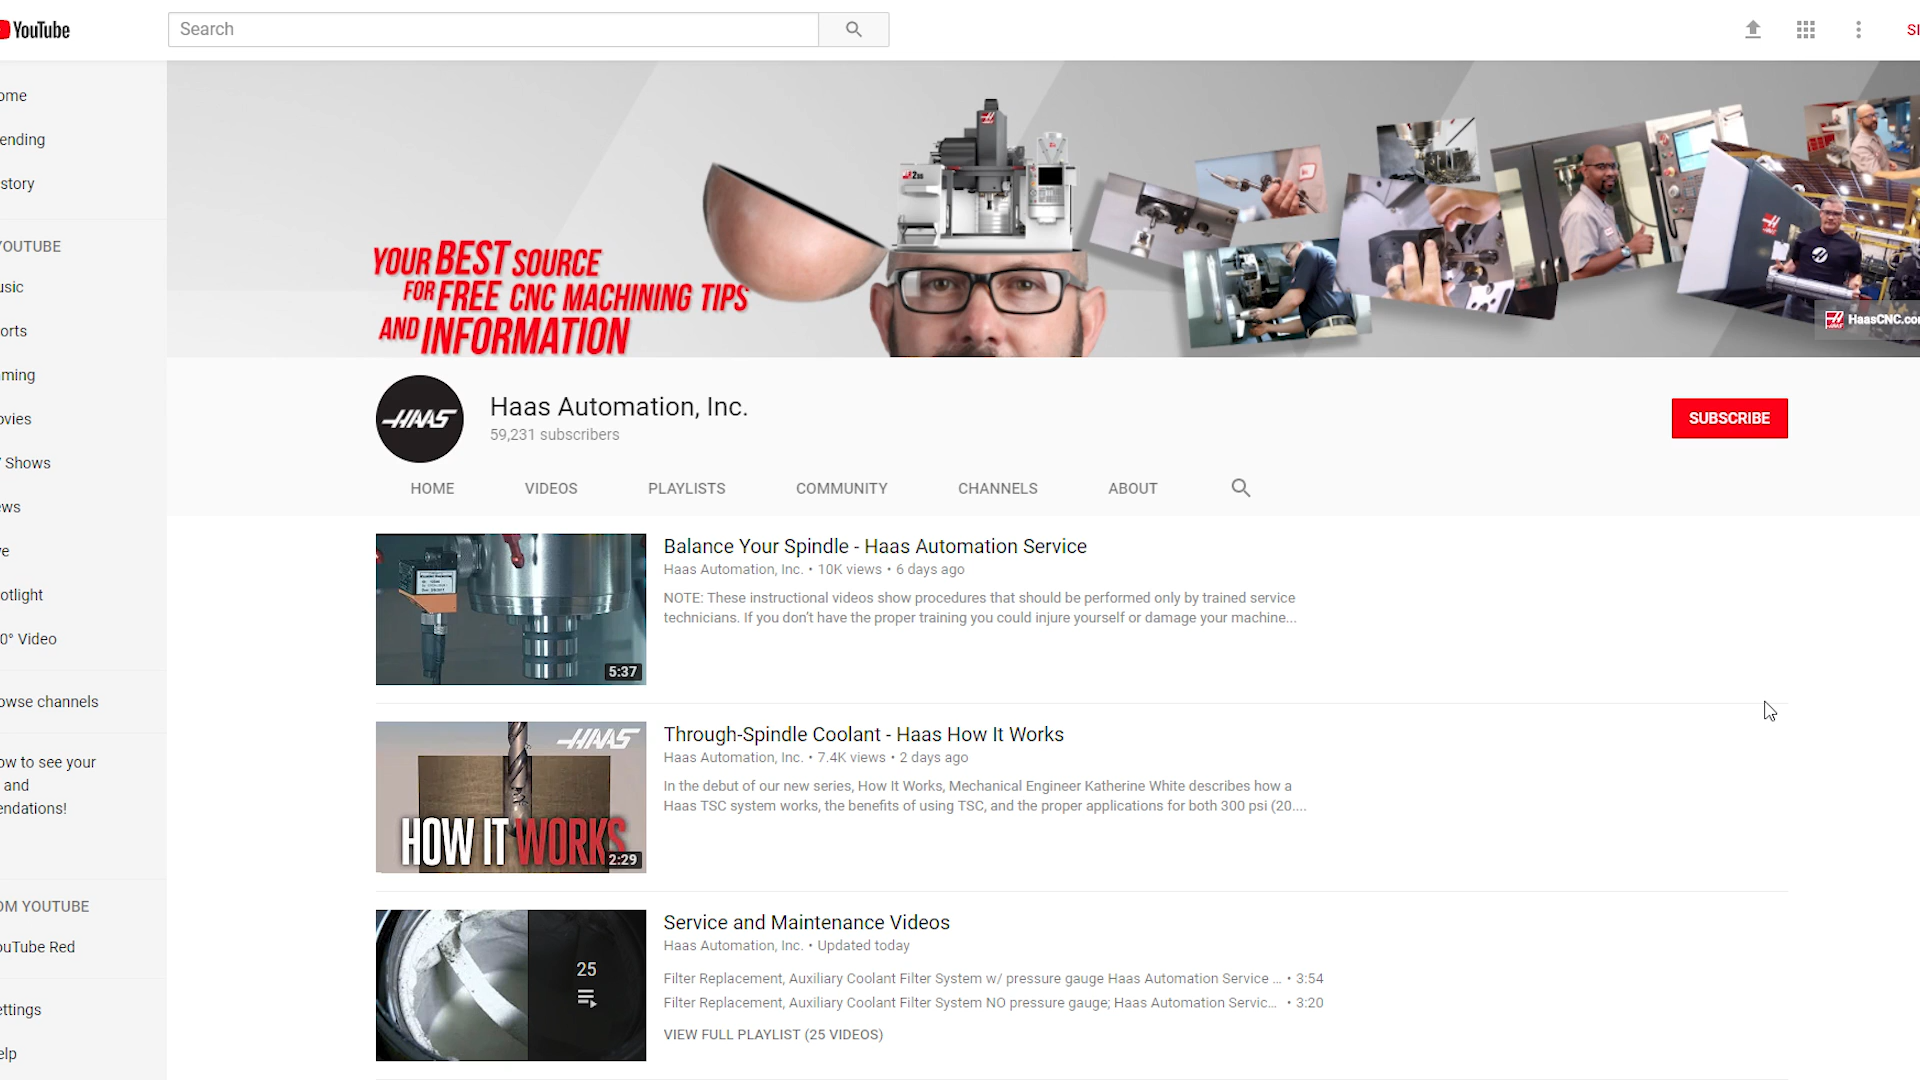 YouTube
Search
SI
ome
ending
story
YOUTUBE
usic
orts
ming
ovies
Shows
ews
e
otlight
0° Video
owse channels
ow to see your
and
endations!
OM YOUTUBE
ouTube Red
ettings
elp
YOUR BEST SOURCE
FOR FREE CNC MACHINING TIPS
AND INFORMATION
HaasCNC.co
HAAS
Haas Automation, Inc.
59,231 subscribers
SUBSCRIBE
HOME VIDEOS PLAYLISTS COMMUNITY CHANNELS ABOUT
5:37
Balance Your Spindle - Haas Automation Service
Haas Automation, Inc. • 10K views • 6 days ago
NOTE: These instructional videos show procedures that should be performed only by trained service
technicians. If you don’t have the proper training you could injure yourself or damage your machine...
HAAS
HOW IT WORKS
2:29
Through-Spindle Coolant - Haas How It Works
Haas Automation, Inc. • 7.4K views • 2 days ago
In the debut of our new series, How It Works, Mechanical Engineer Katherine White describes how a
Haas TSC system works, the benefits of using TSC, and the proper applications for both 300 psi (20....
25
Service and Maintenance Videos
Haas Automation, Inc. • Updated today
Filter Replacement, Auxiliary Coolant Filter System w/ pressure gauge Haas Automation Service ... • 3:54
Filter Replacement, Auxiliary Coolant Filter System NO pressure gauge; Haas Automation Servic... • 3:20
VIEW FULL PLAYLIST (25 VIDEOS)